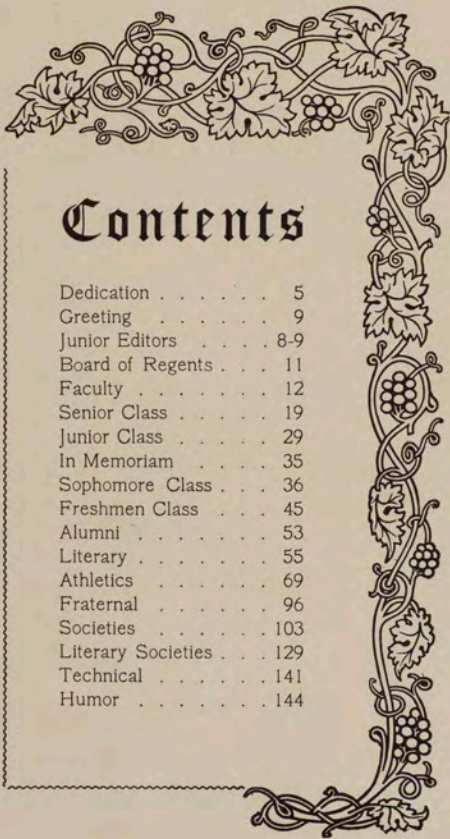 Contents
Dedication . . . . . . 5
Greeting . . . . . . 9
Junior Editors . . . . 8-9
Board of Regents . . . 11
Faculty . . . . . . . 12
Senior Class . . . . . 19
Junior Class . . . . . 29
In Memoriam . . . . 35
Sophomore Class . . . 36
Freshmen Class . . . 45
Alumni . . . . . . . 53
Literary . . . . . . . 55
Athletics . . . . . . 69
Fraternal . . . . . . 96
Societies . . . . . . 103
Literary Societies . . . 129
Technical . . . . . . 141
Humor . . . . . . . 144